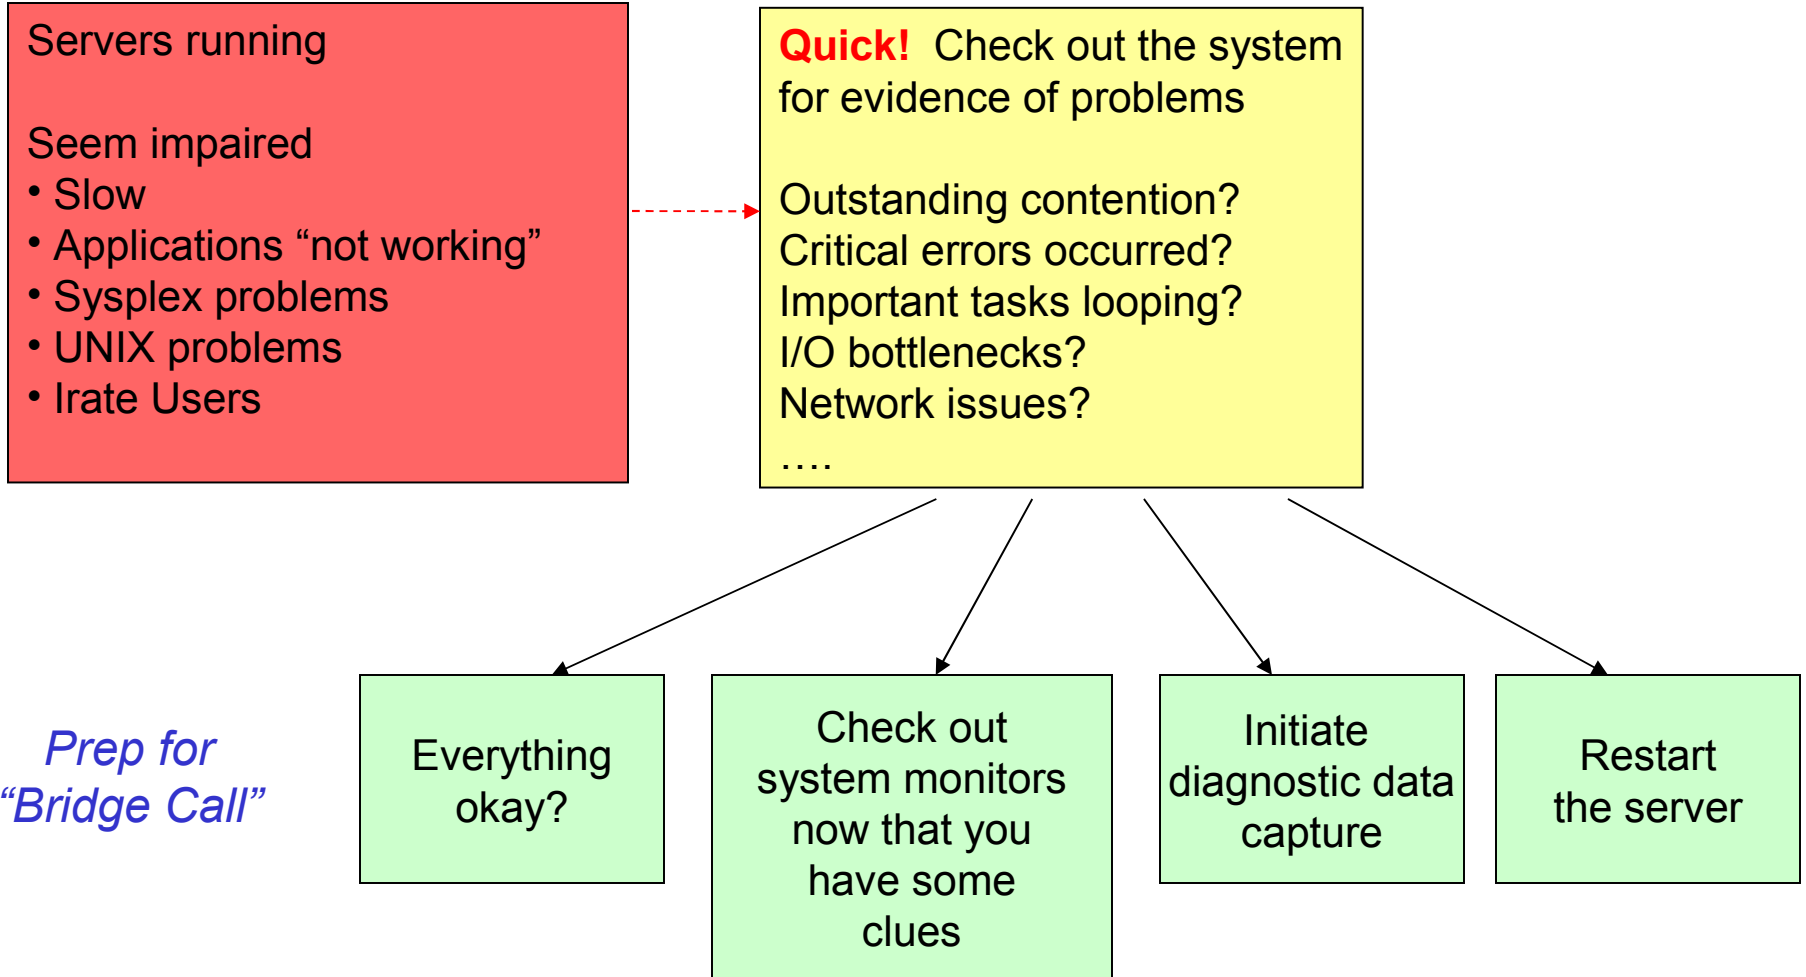 Servers running
Seem impaired
• Slow
• Applications “not working”
• Sysplex problems
• UNIX problems
• Irate Users
Quick! Check out the system
for evidence of problems
Outstanding contention?
Critical errors occurred?
Important tasks looping?
I/O bottlenecks?
Network issues?
….
Prep for
“Bridge Call”
Everything
okay?
Check out
system monitors
now that you
have some
clues
Initiate
diagnostic data
capture
Restart
the server